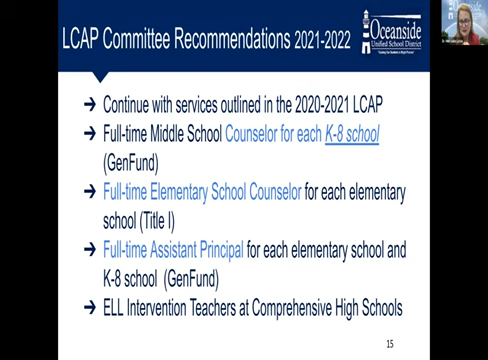 LCAP Committee Recommendations 2021-2022
Oceanside
Unified School District
→ Continue with services outlined in the 2020-2021 LCAP
→ Full-time Middle School Counselor for each K-8 school
(GenFund)
→ Full-time Elementary School Counselor for each elementary
school (Title I)
→ Full-time Assistant Principal for each elementary school and
K-8 school (GenFund)
→ ELL Intervention Teachers at Comprehensive High Schools
15